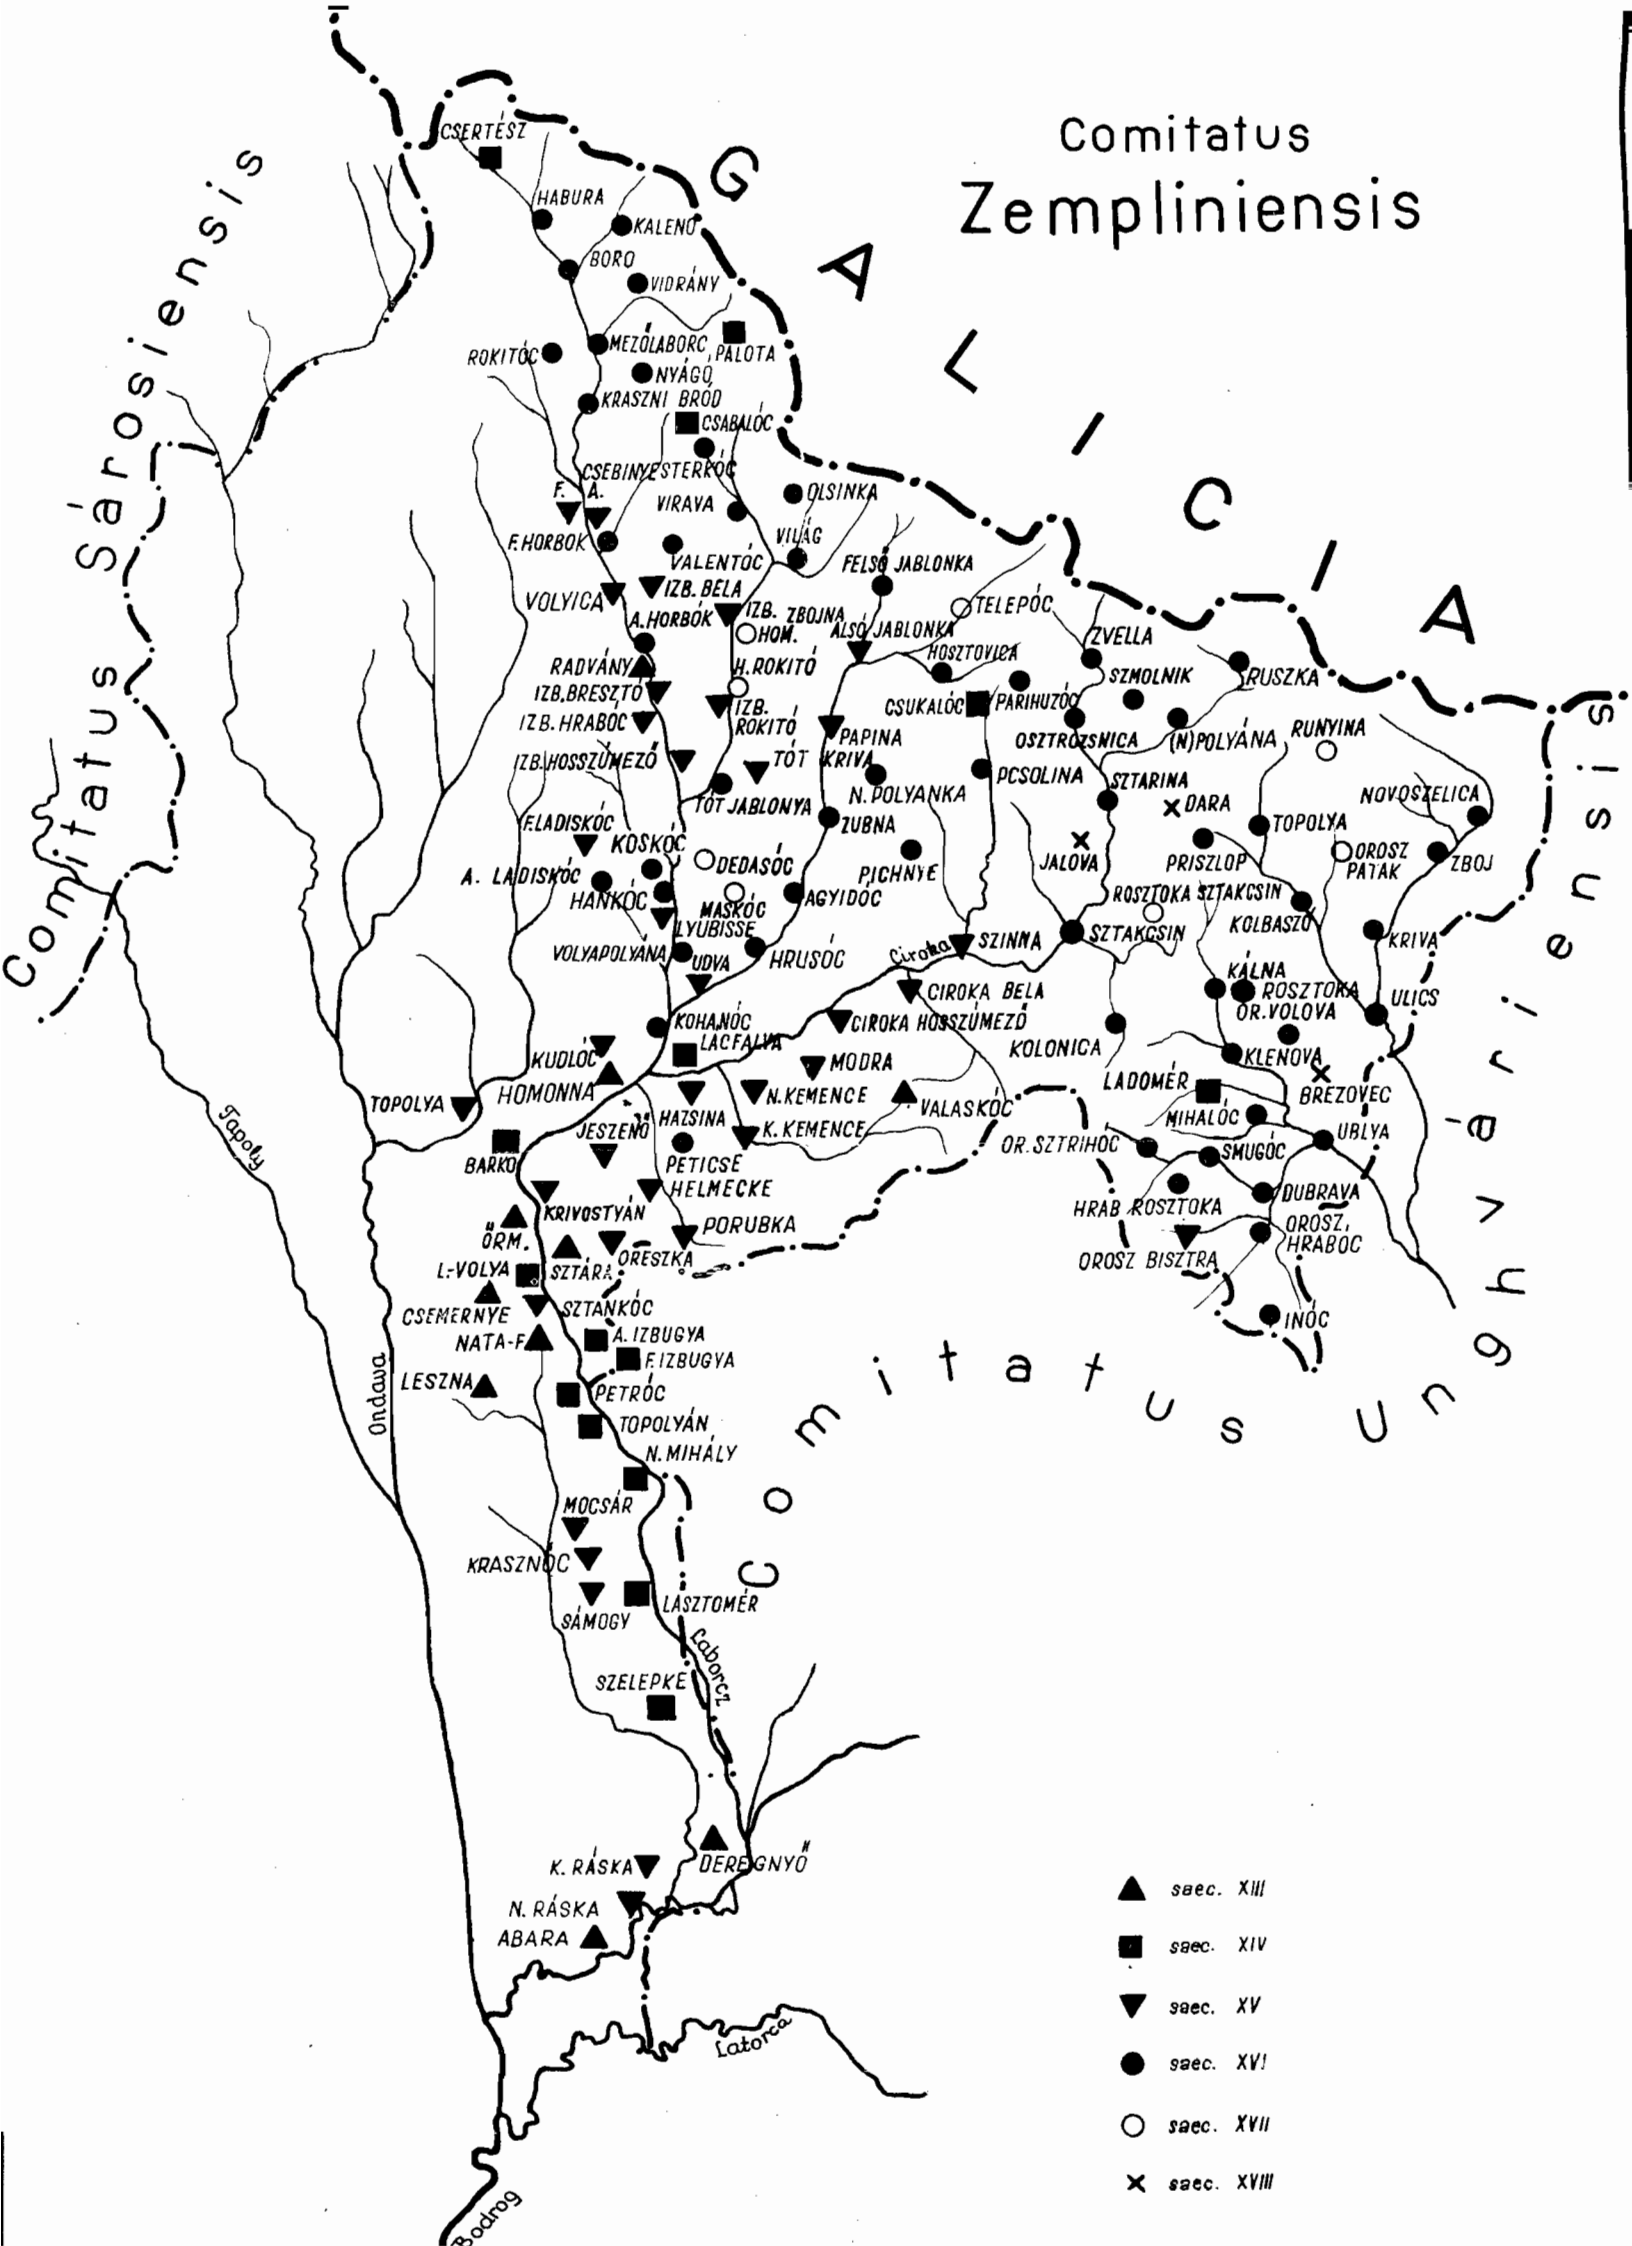 Comitatus
Zempliniensis
GALICIA
Comitatus Sárosiensis
Comitatus Ungváriensis
CSERTÉSZ
HABURA
KALENÓ
BORO
VIDRÁNY
ROKITÓC
MEZŐLABORC
PALOTA
NYÁGÓ
KRASZNI BRÓD
CSABALÓC
CSEBINYESTERKÓC
F. A.
VIRAVA
OLSINKA
F.HORBOK
VALENTÓC
VILÁG
FELSŐ JABLONKA
VOLYICA
IZB. BÉLA
A.HORBÓK
IZB. ZBOJNA
HOM.
H.ROKITÓ
ALSÓ JABLONKA
TELEPÓC
HOSZTOVICA
ZVELLA
RADVÁNY
SZMOLNIK
RUSZKA
IZB.BRESZTÓ
CSUKALÓC
PARIHUZÓC
IZB. HRABÓC
IZB.
ROKITÓ
PAPINA
OSZTROZSNICA
(N)POLYÁNA
RUNYINA
IZB.HOSSZÚMEZŐ
TÓT KRIVA
PCSOLINA
TÓT JABLONYA
N.POLYANKA
SZTARINA
DARA
NOVOSZELICA
F.LADISKÓC
KOSKÓC
ZUBNA
TOPOLYA
DEDASÓC
PICHNYE
JALOVA
PRISZLOP
OROSZ
PATAK
ZBOJ
A. LADISKÓC
HANKÓC
MASKÓC
AGYIDÓC
ROSZTOKA SZTAKCSIN
LYUBISSE
VOLYAPOLYÁNA
UDVA
HRUSÓC
Ciroka
SZINNA
SZTAKCSIN
KOLBASZÓ
KRIVA
CIROKA BÉLA
KÁLNA
ROSZTOKA
OR.VOLOVA
ULICS
KOHANÓC
LACFALVA
CIROKA HOSSZÚMEZŐ
KOLONICA
KUDLÓC
MODRA
KLENOVA
HOMONNA
N.KEMENCE
VALASKÓC
LADOMÉR
BREZOVEC
TOPOLYA
HAZSINA
MIHALÓC
JESZENŐ
K. KEMENCE
UBLYA
BARKÓ
PETICSE
OR.SZTRIHÓC
SMUGÓC
HELMECKE
HRAB ROSZTOKA
DUBRAVA
KRIVOSTYÁN
PORUBKA
ŐRM.
ORESZKA
OROSZ BISZTRA
OROSZ.
HRABÓC
L.-VOLYA
SZTÁRA
CSEMERNYE
SZTANKÓC
INÓC
NATA-F.
A. IZBUGYA
F.IZBUGYA
LESZNA
PETRÓC
TOPOLYÁN
N.MIHÁLY
MOCSÁR
KRASZNÓC
SÁMOGY
LÁSZTOMÉR
SZELEPKE
DEREGNYŐ
K. RÁSKA
N. RÁSKA
ABARA
Tapoly
Ondava
Laborcz
Latorca
Bodrog
saec. XIII
saec. XIV
saec. XV
saec. XVI
saec. XVII
saec. XVIII